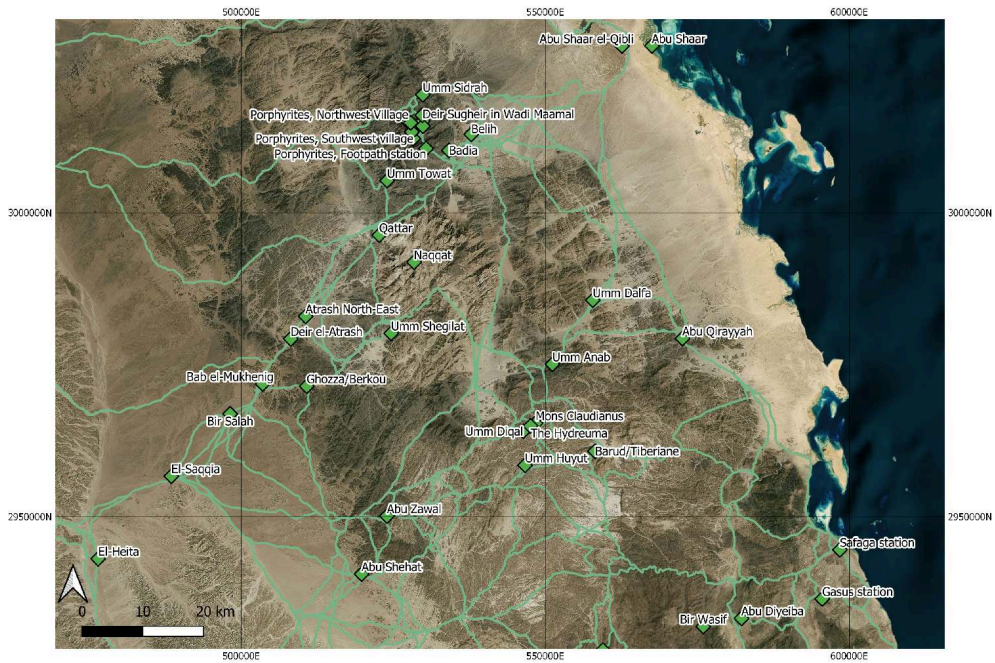 500000E
550000E
600000E
Abu Shaar el-Qibli
Abu Shaar
Umm Sidrah
Porphyrites, Northwest Village
Deir Sugheir in Wadi Maamal
Belih
Porphyrites, Southwest village
Porphyrites, Footpath station
Badia
Umm Towat
3000000N
3000000N
Qattar
Naqqat
Umm Dalfa
Atrash North-East
Deir el-Atrash
Umm Shegilat
Abu Qirayyah
Umm Anab
Bab el-Mukhenig
Ghozza/Berkou
Bir Salah
Mons Claudianus
Umm Diqal
The Hydreuma
Barud/Tiberiane
Umm Huyut
El-Saqqia
Abu Zawal
2950000N
2950000N
Safaga station
El-Heita
Abu Shehat
Gasus station
Abu Diyeiba
Bir Wasif
0 10 20 km
500000E
550000E
600000E